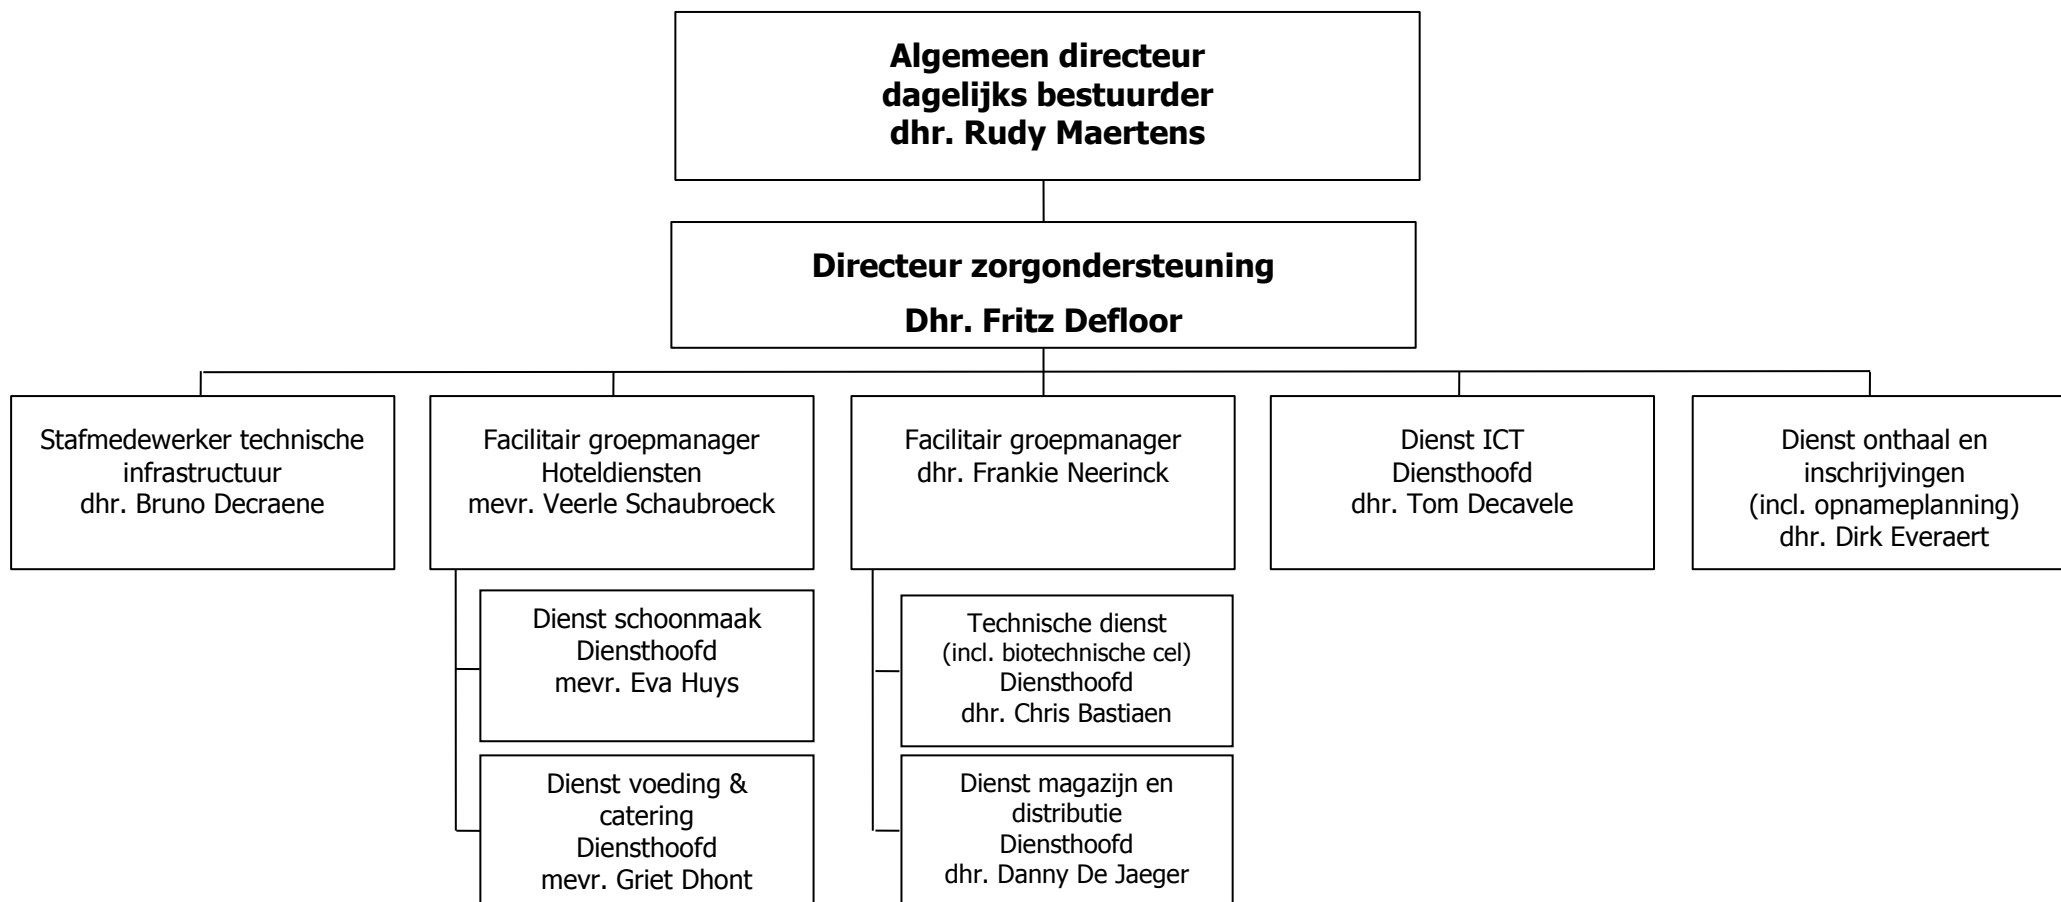 Algemeen directeur
dagelijks bestuurder
dhr. Rudy Maertens
Directeur zorgondersteuning
Dhr. Fritz Defloor
Stafmedewerker technische
infrastructuur
dhr. Bruno Decraene
Facilitair groepmanager
Hoteldiensten
mevr. Veerle Schaubroeck
Facilitair groepmanager
dhr. Frankie Neerinck
Dienst ICT
Diensthoofd
dhr. Tom Decavele
Dienst onthaal en
inschrijvingen
(incl. opnameplanning)
dhr. Dirk Everaert
Dienst schoonmaak
Diensthoofd
mevr. Eva Huys
Technische dienst
(incl. biotechnische cel)
Diensthoofd
dhr. Chris Bastiaen
Dienst voeding &
catering
Diensthoofd
mevr. Griet Dhont
Dienst magazijn en
distributie
Diensthoofd
dhr. Danny De Jaeger